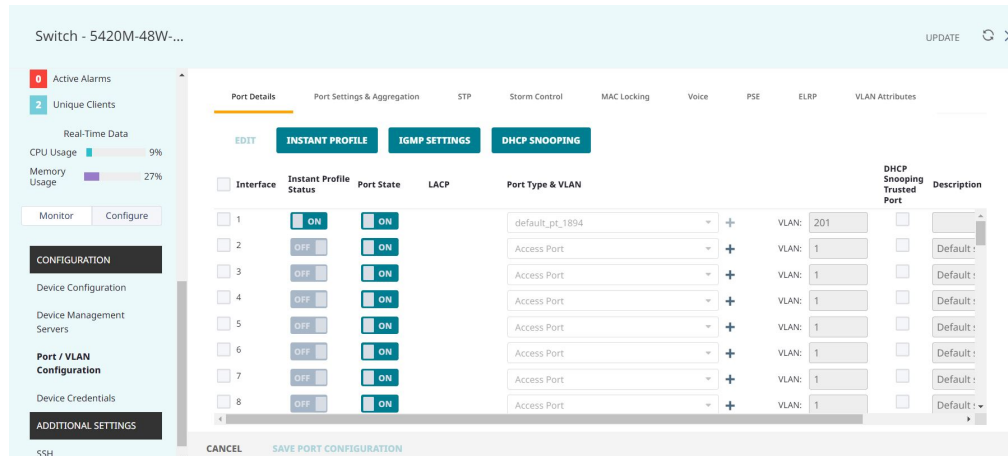 Switch - 5420M-48W-...
UPDATE
0 Active Alarms
2 Unique Clients
Real-Time Data
CPU Usage 9%
Memory Usage 27%
Monitor Configure
CONFIGURATION
Device Configuration
Device Management
Servers
Port / VLAN
Configuration
Device Credentials
ADDITIONAL SETTINGS
SSH
Port Details Port Settings & Aggregation STP Storm Control MAC Locking Voice PSE ELRP VLAN Attributes
EDIT INSTANT PROFILE IGMP SETTINGS DHCP SNOOPING
Interface Instant Profile Status Port State LACP Port Type & VLAN DHCP Snooping Trusted Port Description
1 ON ON default_pt_1894 + VLAN: 201
2 OFF ON Access Port + VLAN: 1 Default s
3 OFF ON Access Port + VLAN: 1 Default s
4 OFF ON Access Port + VLAN: 1 Default s
5 OFF ON Access Port + VLAN: 1 Default s
6 OFF ON Access Port + VLAN: 1 Default s
7 OFF ON Access Port + VLAN: 1 Default s
8 OFF ON Access Port + VLAN: 1 Default s
CANCEL SAVE PORT CONFIGURATION